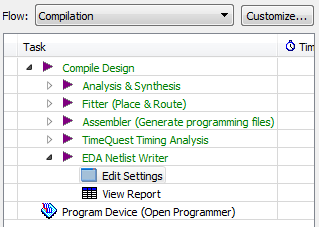 Flow: Compilation Customize...
Task Tim
Compile Design
Analysis & Synthesis
Fitter (Place & Route)
Assembler (Generate programming files)
TimeQuest Timing Analysis
EDA Netlist Writer
Edit Settings
View Report
Program Device (Open Programmer)